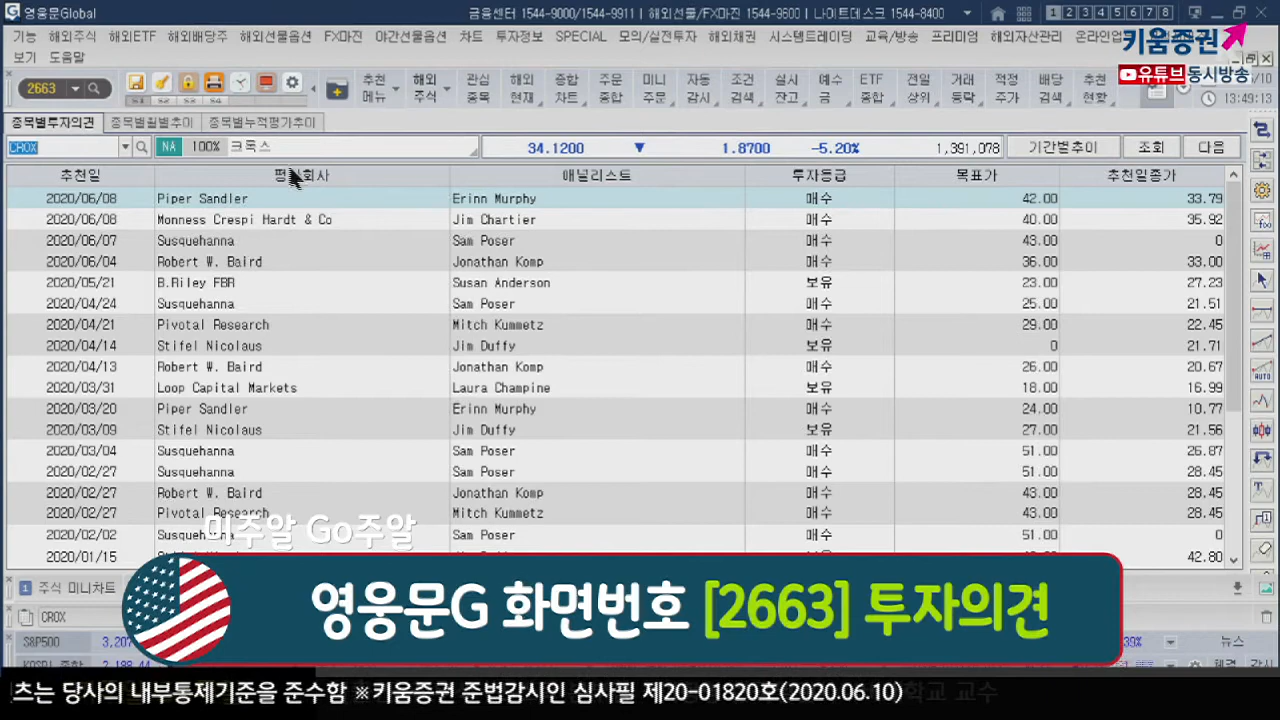 영웅문Global 금융센터 1544-9000/1544-9911 | 해외선물/FX마진 1544-9600 | 나이트데스크 1544-8400 1 2 3 4 5 6 7 8
기능 해외주식 해외ETF 해외배당주 해외선물옵션 FX마진 야간선물옵션 차트 투자정보 SPECIAL 모의/실전투자 해외채권 시스템트레이딩 교육/방송 프리미엄 해외자산관리 온라인업
보기 도움말
키움증권
유튜브 동시방송
2663 추천 메뉴 해외 주식 관심 종목 해외 현재 종합 차트 주문 종합 미니 주문 자동 감시 조건 검색 실시 잔고 예수 금 ETF 종합 전일 상위 거래 등락 적정 주가 배당 검색 추천 현황
13:49:13
종목별투자의견 종목별월별추이 종목별누적평가추이
CROX NA 100% 크록스 34.1200 ▼ 1.8700 -5.20% 1,391,078 기간별추이 조회 다음
추천일 회사 애널리스트 투자등급 목표가 추천일종가
2020/06/08 Piper Sandler Erinn Murphy 매수 42.00 33.79
2020/06/08 Monness Crespi Hardt & Co Jim Chartier 매수 40.00 35.92
2020/06/07 Susquehanna Sam Poser 매수 43.00 0
2020/06/07 Robert W. Baird Jonathan Komp 매수 36.00 33.00
2020/05/21 B.Riley FBR Susan Anderson 보유 23.00 27.23
2020/04/24 Susquehanna Sam Poser 매수 25.00 21.51
2020/04/21 Pivotal Research Mitch Kummetz 매수 29.00 22.45
2020/04/14 Stifel Nicolaus Jim Duffy 보유 0 21.71
2020/04/13 Robert W. Baird Jonathan Komp 매수 26.00 20.67
2020/03/31 Loop Capital Markets Laura Champine 보유 18.00 16.99
2020/03/20 Piper Sandler Erinn Murphy 매수 24.00 10.77
2020/03/09 Stifel Nicolaus Jim Duffy 보유 27.00 21.56
2020/03/04 Susquehanna Sam Poser 매수 51.00 26.87
2020/02/27 Susquehanna Sam Poser 매수 51.00 28.45
2020/02/27 Robert W. Baird Jonathan Komp 매수 43.00 28.45
2020/02/27 Pivotal Research Mitch Kummetz 매수 43.00 28.45
2020/02/02 Susquehanna Sam Poser 매수 51.00 0
2020/01/15 42.80
미주알 Go주알
영웅문G 화면번호 [2663] 투자의견
1 주식 미니차트
CROX
S&P500 3,207 39% 뉴스
KOSPI 종합 2,188.44
츠는 당사의 내부통제기준을 준수함 ※키움증권 준법감시인 심사필 제20-01820호(2020.06.10)